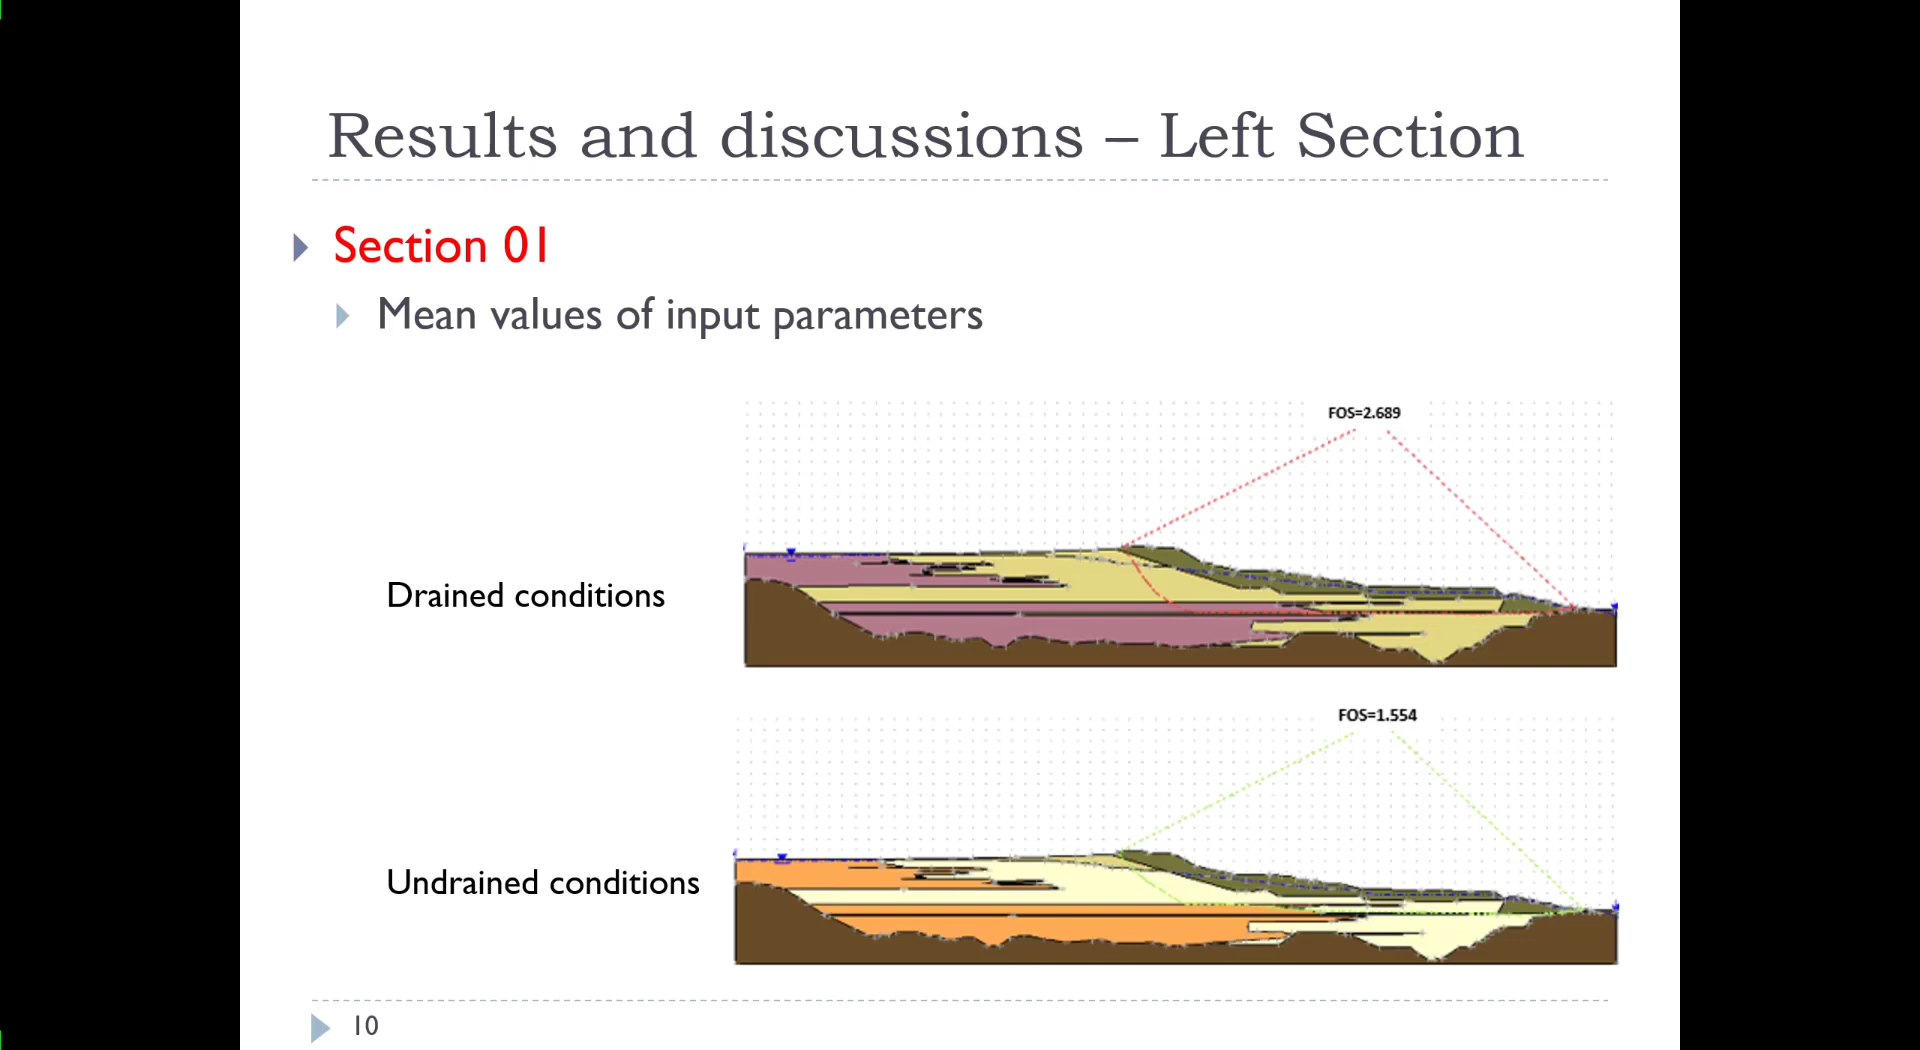 Results and discussions – Left Section
Section 01
Mean values of input parameters
FOS=2.689
Drained conditions
FOS=1.554
Undrained conditions
10